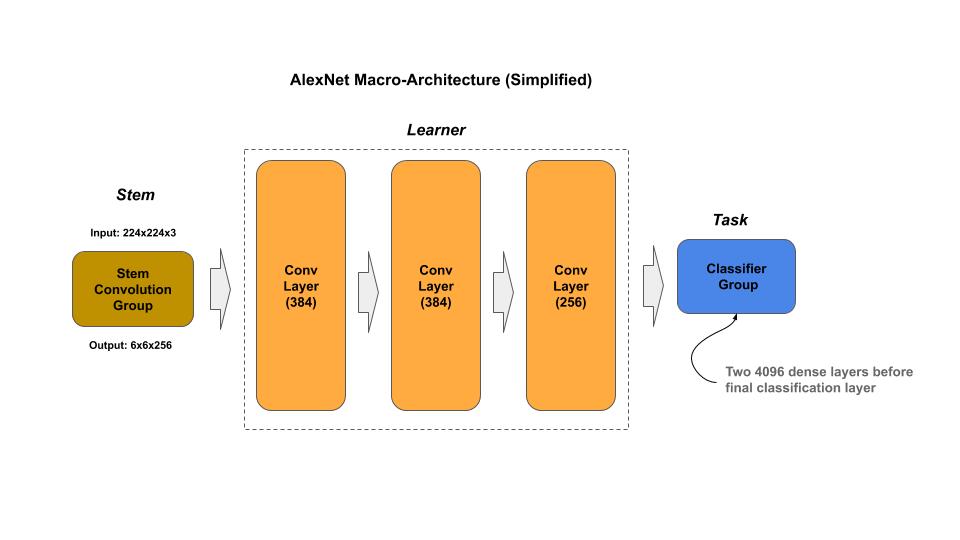 AlexNet Macro-Architecture (Simplified)
Learner
Stem
Input: 224x224x3
Stem
Convolution
Group
Output: 6x6x256
Conv
Layer
(384)
Conv
Layer
(384)
Conv
Layer
(256)
Task
Classifier
Group
Two 4096 dense layers before
final classification layer